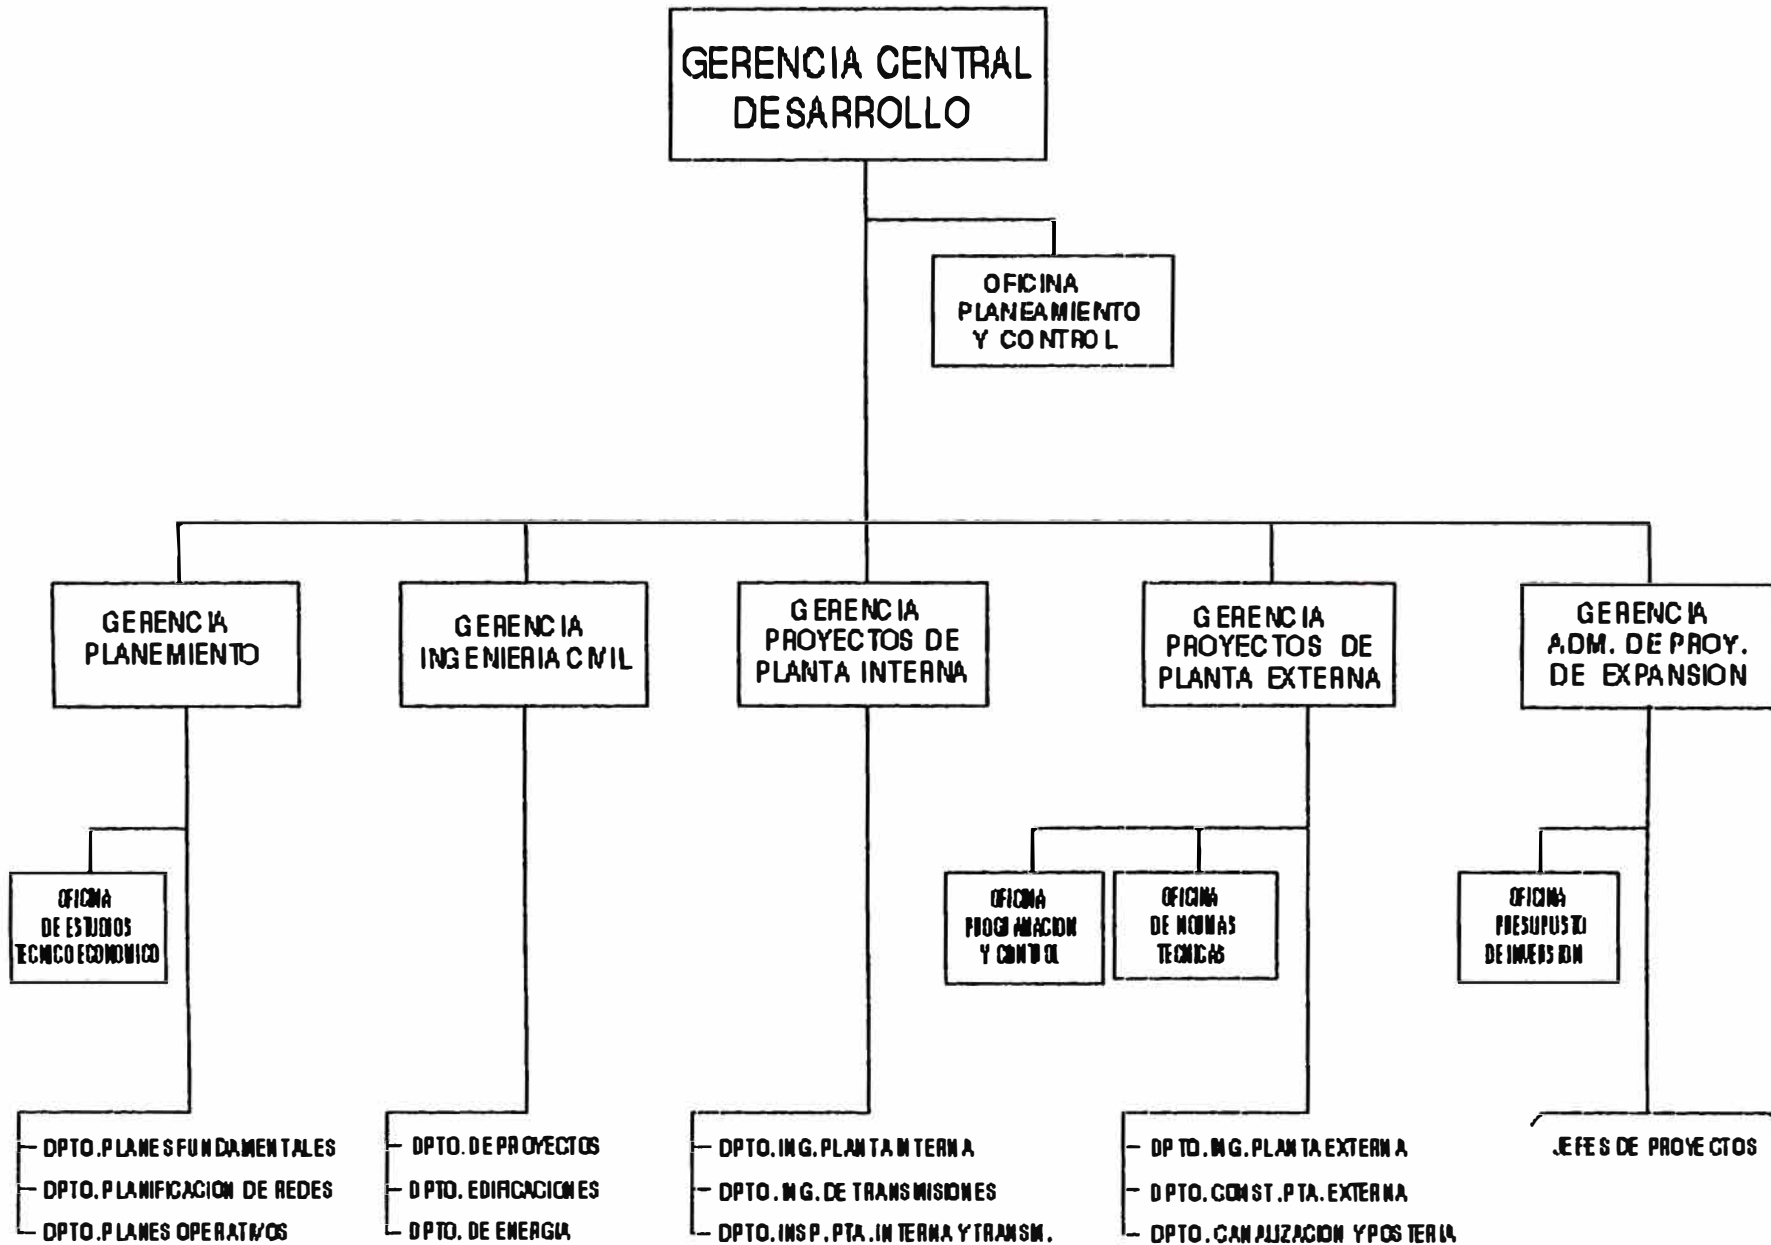 GERENCIA CENTRAL
DESARROLLO
OFICINA
PLANEAMIENTO
Y CONTROL
GERENCIA
PLANEMIENTO
GERENCIA
INGENIERIA CIVIL
GERENCIA
PROYECTOS DE
PLANTA INTERNA
GERENCIA
PROYECTOS DE
PLANTA EXTERNA
GERENCIA
ADM. DE PROY.
DE EXPANSION
OFICINA
DE ESTUDIOS
TECNICO ECONOMICO
OFICINA
PROGRAMACION
Y CONTROL
OFICINA
DE NORMAS
TECNICAS
OFICINA
PRESUPUSTO
DE INVERSION
DPTO. PLANES FUNDAMENTALES
DPTO. PLANIFICACION DE REDES
DPTO. PLANES OPERATIVOS
DPTO. DE PROYECTOS
DPTO. EDIFICACIONES
DPTO. DE ENERGIA
DPTO. ING. PLANTA INTERNA
DPTO. ING. DE TRANSMISIONES
DPTO. INSP. PTA. INTERNA Y TRANSM.
DPTO. ING. PLANTA EXTERNA
DPTO. CONST. PTA. EXTERNA
DPTO. CANALIZACION Y POSTERIA
JEFES DE PROYECTOS